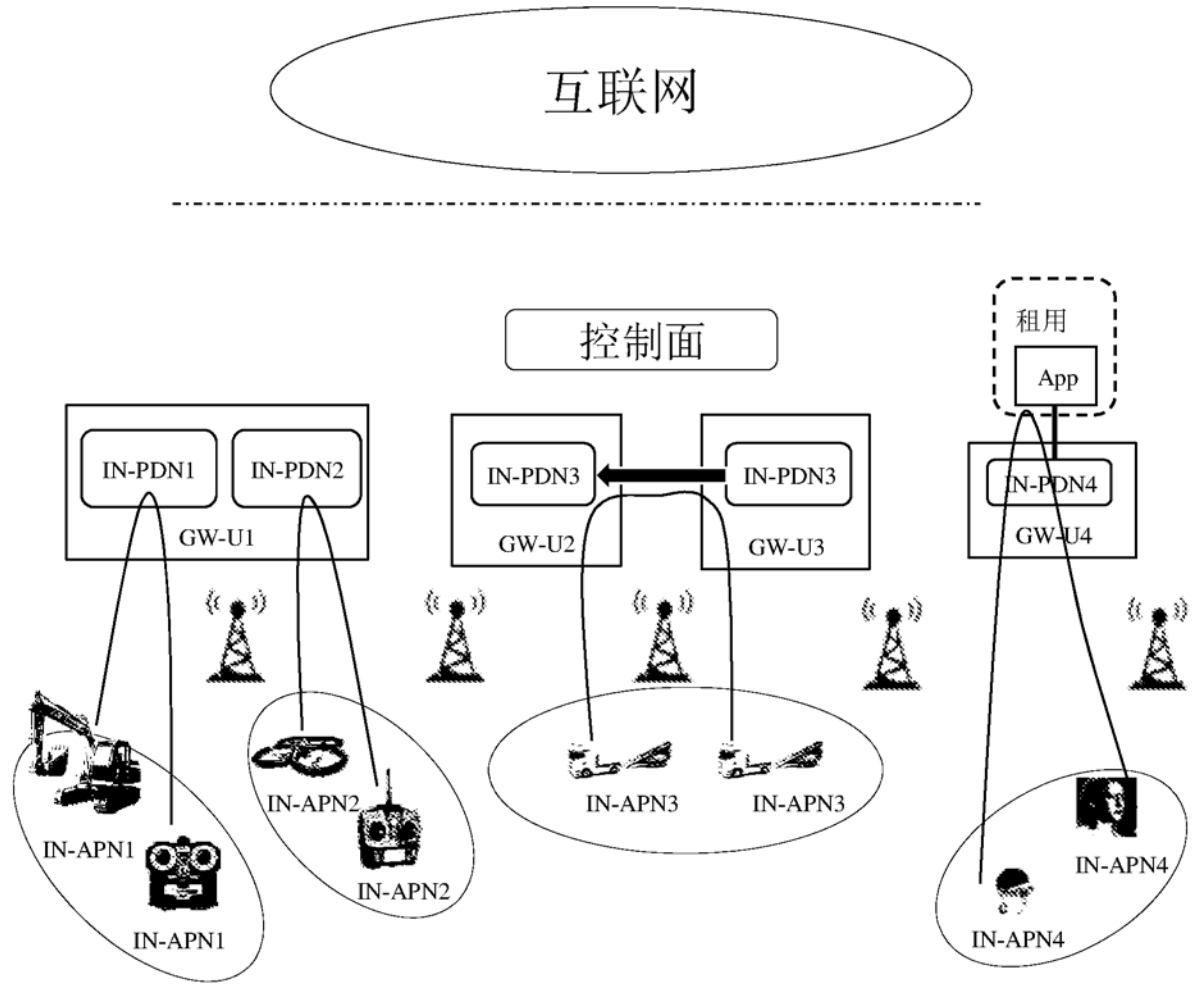 互联网
控制面
租用
App
IN-PDN1
IN-PDN2
GW-U1
IN-PDN3
GW-U2
IN-PDN3
GW-U3
IN-PDN4
GW-U4
IN-APN1
IN-APN1
IN-APN2
IN-APN2
IN-APN3
IN-APN3
IN-APN4
IN-APN4